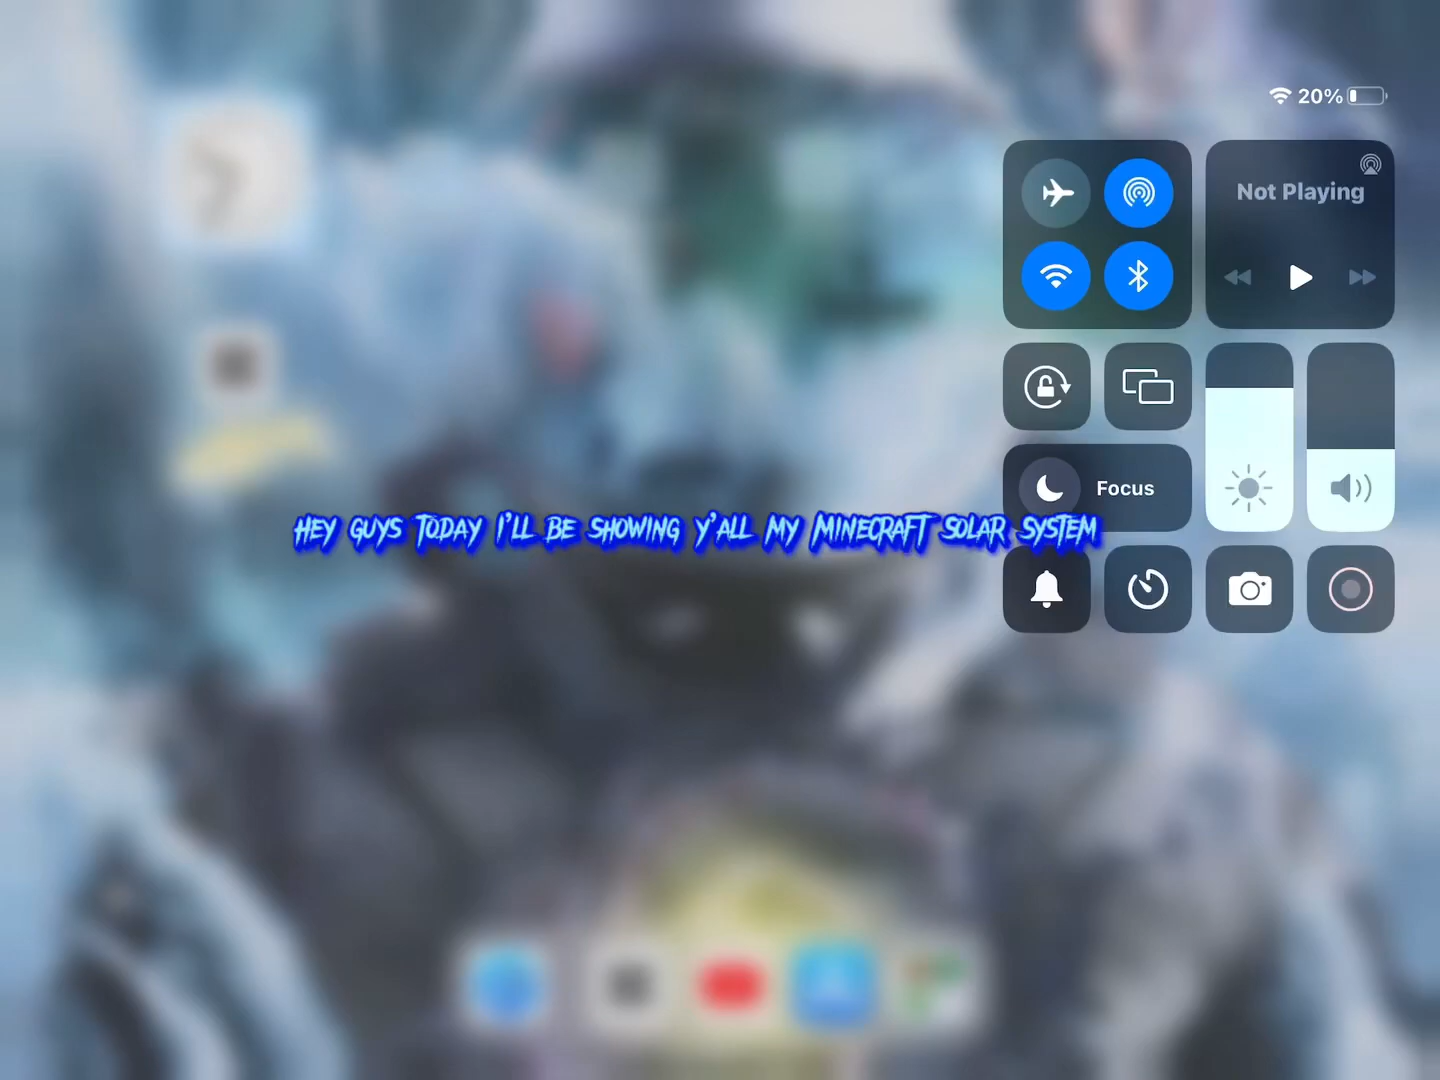 20%
Not Playing
Focus
HEY GUYS TODAY I'LL BE SHOWING Y'ALL MY MINECRAFT SOLAR SYSTEM